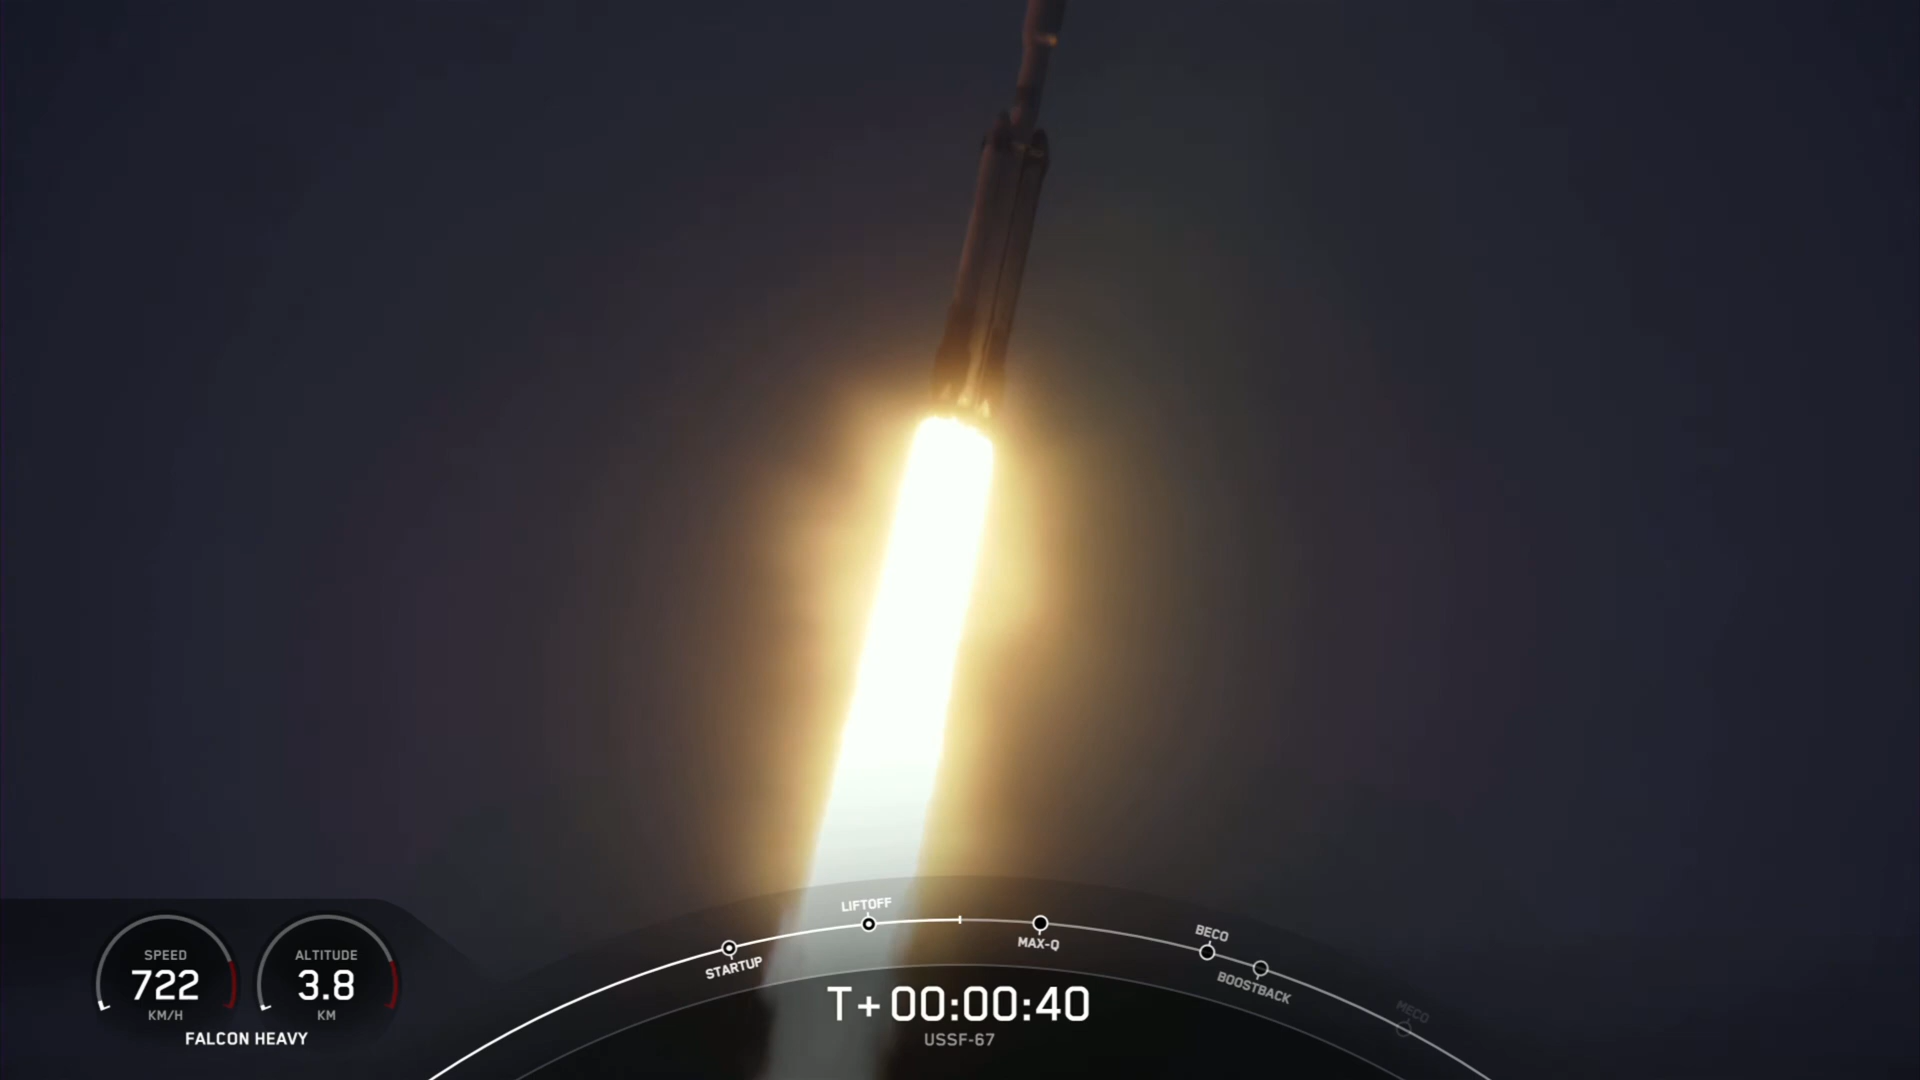 LIFTOFF
STARTUP
MAX-Q
BECO
BOOSTBACK
MECO
SPEED
722
KM/H
ALTITUDE
3.8
KM
FALCON HEAVY
T+00:00:40
USSF-67